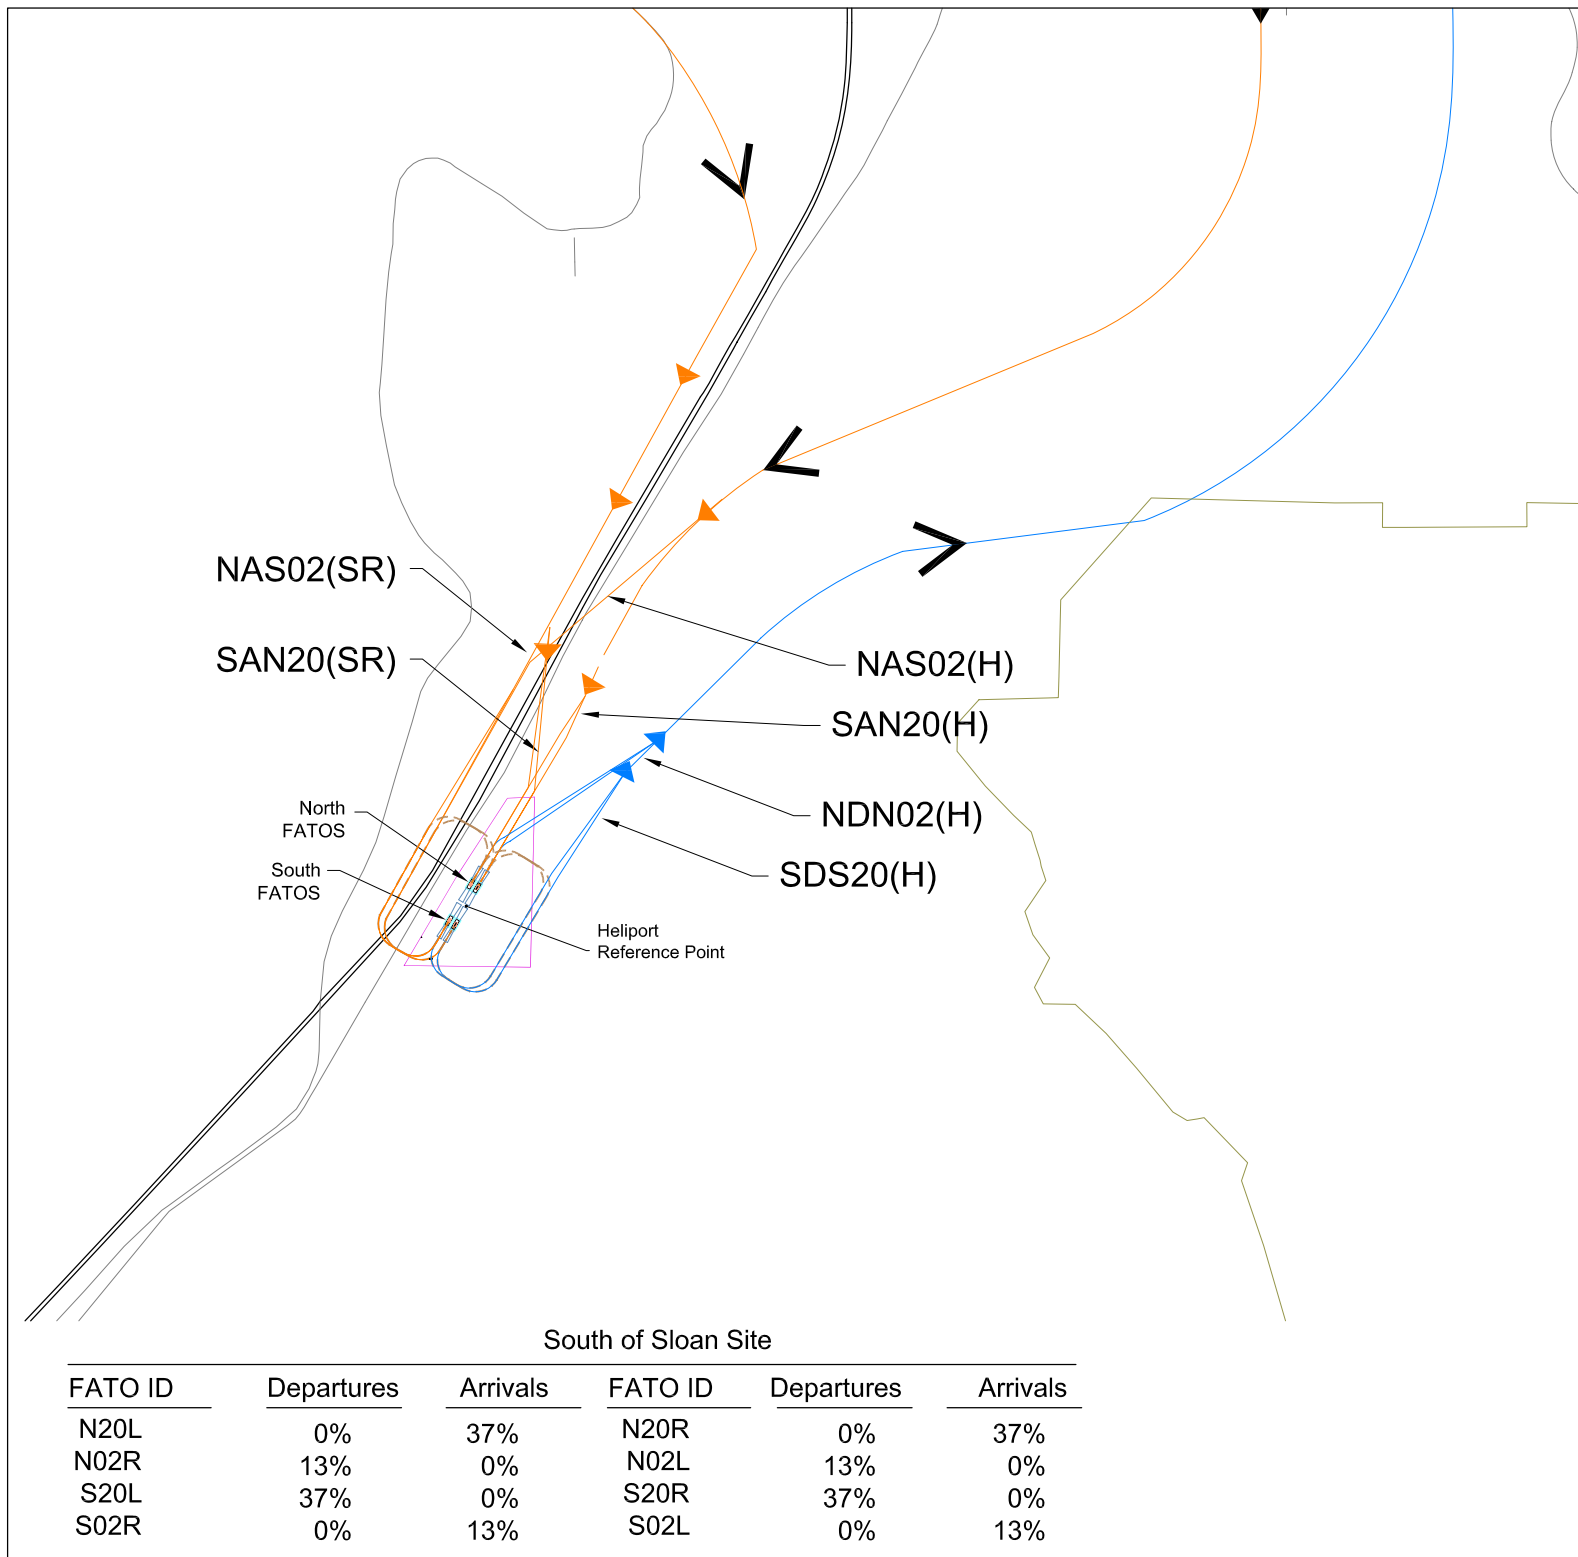 NAS02(SR)
SAN20(SR)
NAS02(H)
SAN20(H)
NDN02(H)
SDS20(H)
North
FATOS
South
FATOS
Heliport
Reference Point
South of Sloan Site
FATO ID Departures Arrivals FATO ID Departures Arrivals
N20L 0% 37% N20R 0% 37%
N02R 13% 0% N02L 13% 0%
S20L 37% 0% S20R 37% 0%
S02R 0% 13% S02L 0% 13%